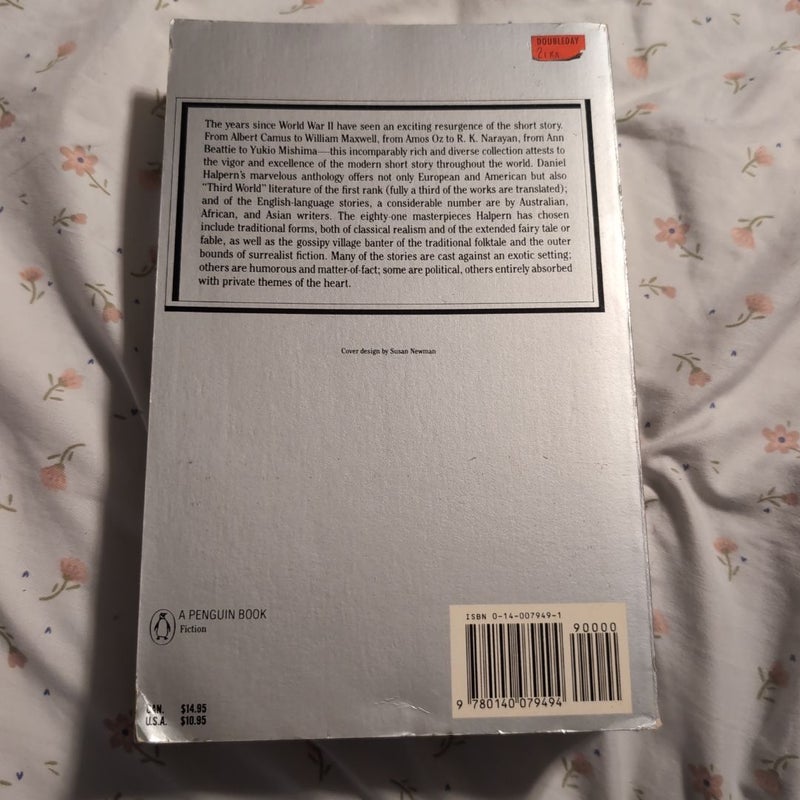 DOUBLEDAY
The years since World War II have seen an exciting resurgence of the short story.
From Albert Camus to William Maxwell, from Amos Oz to R. K. Narayan, from Ann
Beattie to Yukio Mishima—this incomparably rich and diverse collection attests to
the vigor and excellence of the modern short story throughout the world. Daniel
Halpern's marvelous anthology offers not only European and American but also
"Third World" literature of the first rank (fully a third of the works are translated);
and of the English-language stories, a considerable number are by Australian,
African, and Asian writers. The eighty-one masterpieces Halpern has chosen
include traditional forms, both of classical realism and of the extended fairy tale or
fable, as well as the gossipy village banter of the traditional folktale and the outer
bounds of surrealist fiction. Many of the stories are cast against an exotic setting;
others are humorous and matter-of-fact; some are political, others entirely absorbed
with private themes of the heart.
Cover design by Susan Newman
A PENGUIN BOOK
Fiction
ISBN 0-14-007949-1
90000
9 780140 079494
CAN. $14.95
U.S.A. $10.95